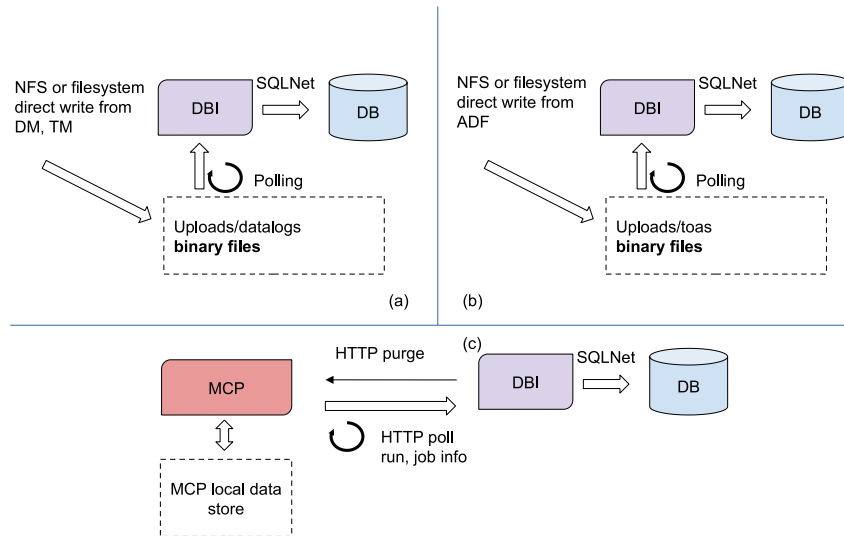 NFS or filesystem
direct write from
DM, TM
DBI
SQLNet
DB
Polling
Uploads/datalogs
binary files
(a)
NFS or filesystem
direct write from
ADF
DBI
SQLNet
DB
Polling
Uploads/toas
binary files
(b)
(c)
MCP
HTTP purge
DBI
SQLNet
DB
HTTP poll
run, job info
MCP local data
store